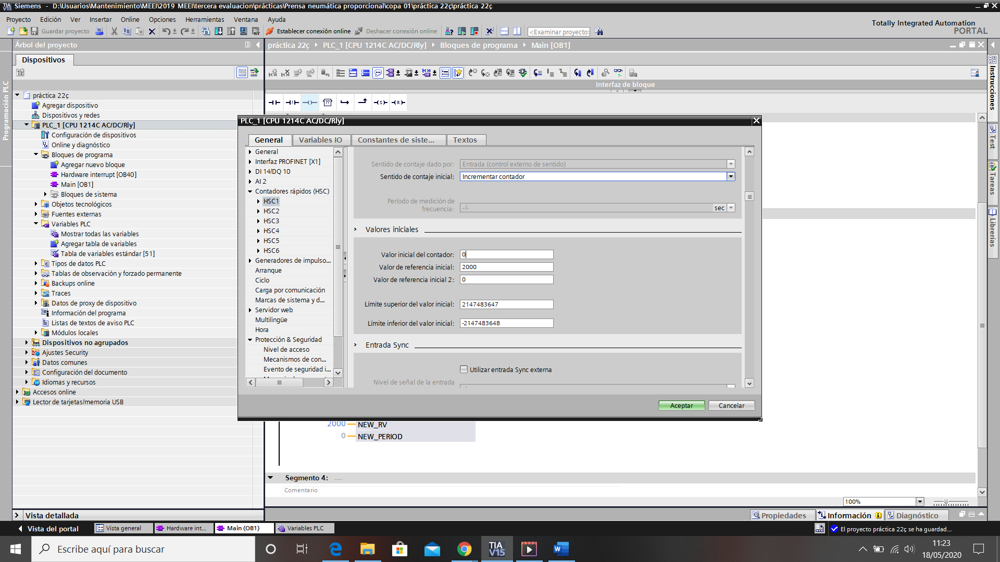 Siemens - D:\Usuarios\Mantenimiento\MEEI\2019 MEEI\tercera evaluacion\prácticas\Prensa neumática proporcional\copa 01\práctica 22ç\práctica 22ç
Proyecto Edición Ver Insertar Online Opciones Herramientas Ventana Ayuda
Totally Integrated Automation
PORTAL
Guardar proyecto
Establecer conexión online
Deshacer conexión online
<Examinar proyecto>
Árbol del proyecto
práctica 22ç PLC_1 [CPU 1214C AC/DC/Rly] Bloques de programa Main [OB1]
Dispositivos
Programación PLC
práctica 22ç
Agregar dispositivo
Dispositivos y redes
PLC_1 [CPU 1214C AC/DC/Rly]
Configuración de dispositivos
Online y diagnóstico
Bloques de programa
Agregar nuevo bloque
Hardware interrupt [OB40]
Main [OB1]
Bloques de sistema
Objetos tecnológicos
Fuentes externas
Variables PLC
Mostrar todas las variables
Agregar tabla de variables
Tabla de variables estándar [51]
Tipos de datos PLC
Tablas de observación y forzado permanente
Backups online
Traces
Datos de proxy de dispositivo
Información del programa
Listas de textos de aviso PLC
Módulos locales
Dispositivos no agrupados
Ajustes Security
Datos comunes
Configuración del documento
Idiomas y recursos
Accesos online
Lector de tarjetas/memoria USB
Vista detallada
Interfaz de bloque
??
S
R
PLC_1 [CPU 1214C AC/DC/Rly]
General Variables IO Constantes de siste... Textos
General
Interfaz PROFINET [X1]
DI 14/DQ 10
AI 2
Contadores rápidos (HSC)
HSC1
HSC2
HSC3
HSC4
HSC5
HSC6
Generadores de impulso...
Arranque
Ciclo
Carga por comunicación
Marcas de sistema y d...
Servidor web
Multilingüe
Hora
Protección & Seguridad
Nivel de acceso
Mecanismos de con...
Evento de seguridad i...
Sentido de contaje dado por: Entrada (control externo de sentido)
Sentido de contaje inicial: Incrementar contador
Período de medición de
frecuencia: -/- sec
Valores iniciales
Valor inicial del contador: 0
Valor de referencia inicial: 2000
Valor de referencia inicial 2: 0
Límite superior del valor inicial: 2147483647
Límite inferior del valor inicial: -2147483648
Entrada Sync
Utilizar entrada Sync externa
Nivel de señal de la entrada
Aceptar Cancelar
2000 NEW_RV
0 NEW_PERIOD
Segmento 4: .....
Comentario
100%
Instrucciones
Test
Tareas
Librerías
Propiedades Información Diagnóstico
Vista del portal Vista general Hardware int... Main (OB1) Variables PLC
El proyecto práctica 22ç se ha guardad...
Escribe aquí para buscar
TIA
V15
11:23
18/05/2020